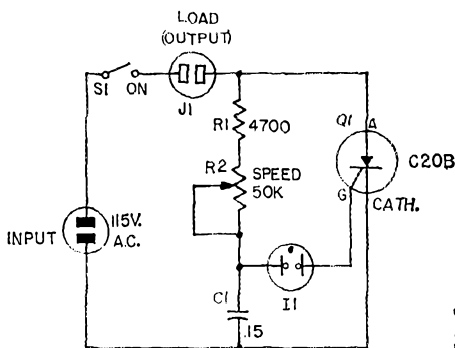 LOAD
(OUTPUT)
S1 ON
J1
R1 4700
Q1 A
C20B
R2 SPEED
50K
G
CATH.
INPUT
115V.
A.C.
C1
.15
I1